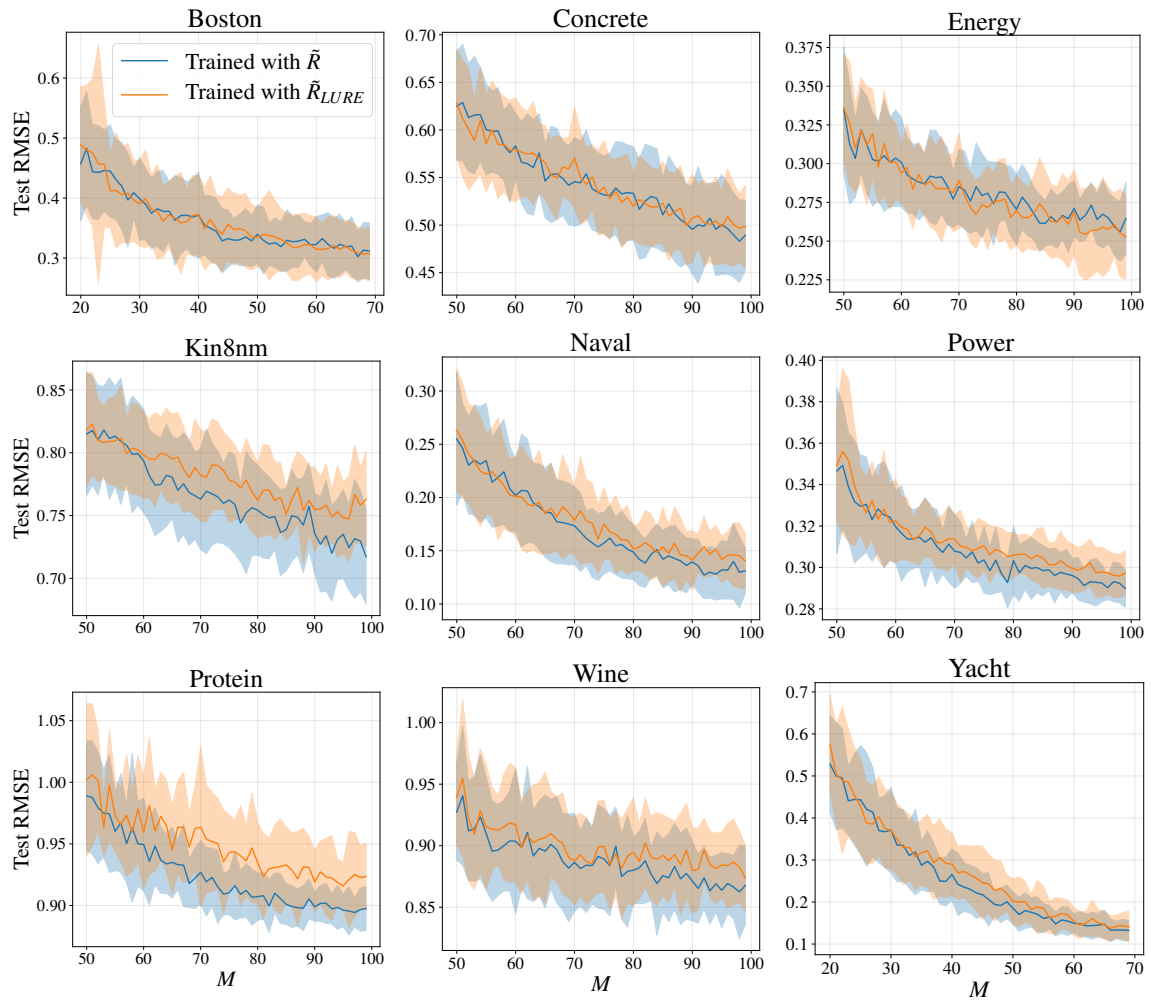 Boston
Concrete
Energy
Test RMSE
0.6
0.5
0.4
0.3
20 30 40 50 60 70
Trained with R̃
Trained with R̃_LURE
0.70
0.65
0.60
0.55
0.50
0.45
50 60 70 80 90 100
0.375
0.350
0.325
0.300
0.275
0.250
0.225
50 60 70 80 90 100
Kin8nm
Naval
Power
Test RMSE
0.85
0.80
0.75
0.70
50 60 70 80 90 100
0.30
0.25
0.20
0.15
0.10
50 60 70 80 90 100
0.40
0.38
0.36
0.34
0.32
0.30
0.28
50 60 70 80 90 100
Protein
Wine
Yacht
Test RMSE
1.05
1.00
0.95
0.90
50 60 70 80 90 100
M
1.00
0.95
0.90
0.85
50 60 70 80 90 100
M
0.7
0.6
0.5
0.4
0.3
0.2
0.1
20 30 40 50 60 70
M